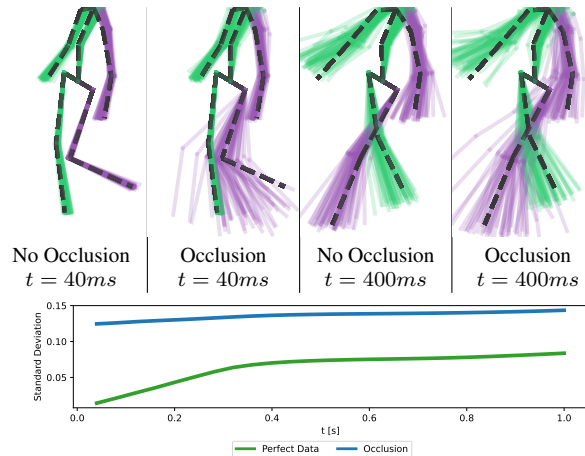 No Occlusion
t = 40ms
Occlusion
t = 40ms
No Occlusion
t = 400ms
Occlusion
t = 400ms
0.15
0.10
0.05
Standard Deviation
0.0 0.2 0.4 0.6 0.8 1.0
t [s]
Perfect Data Occlusion